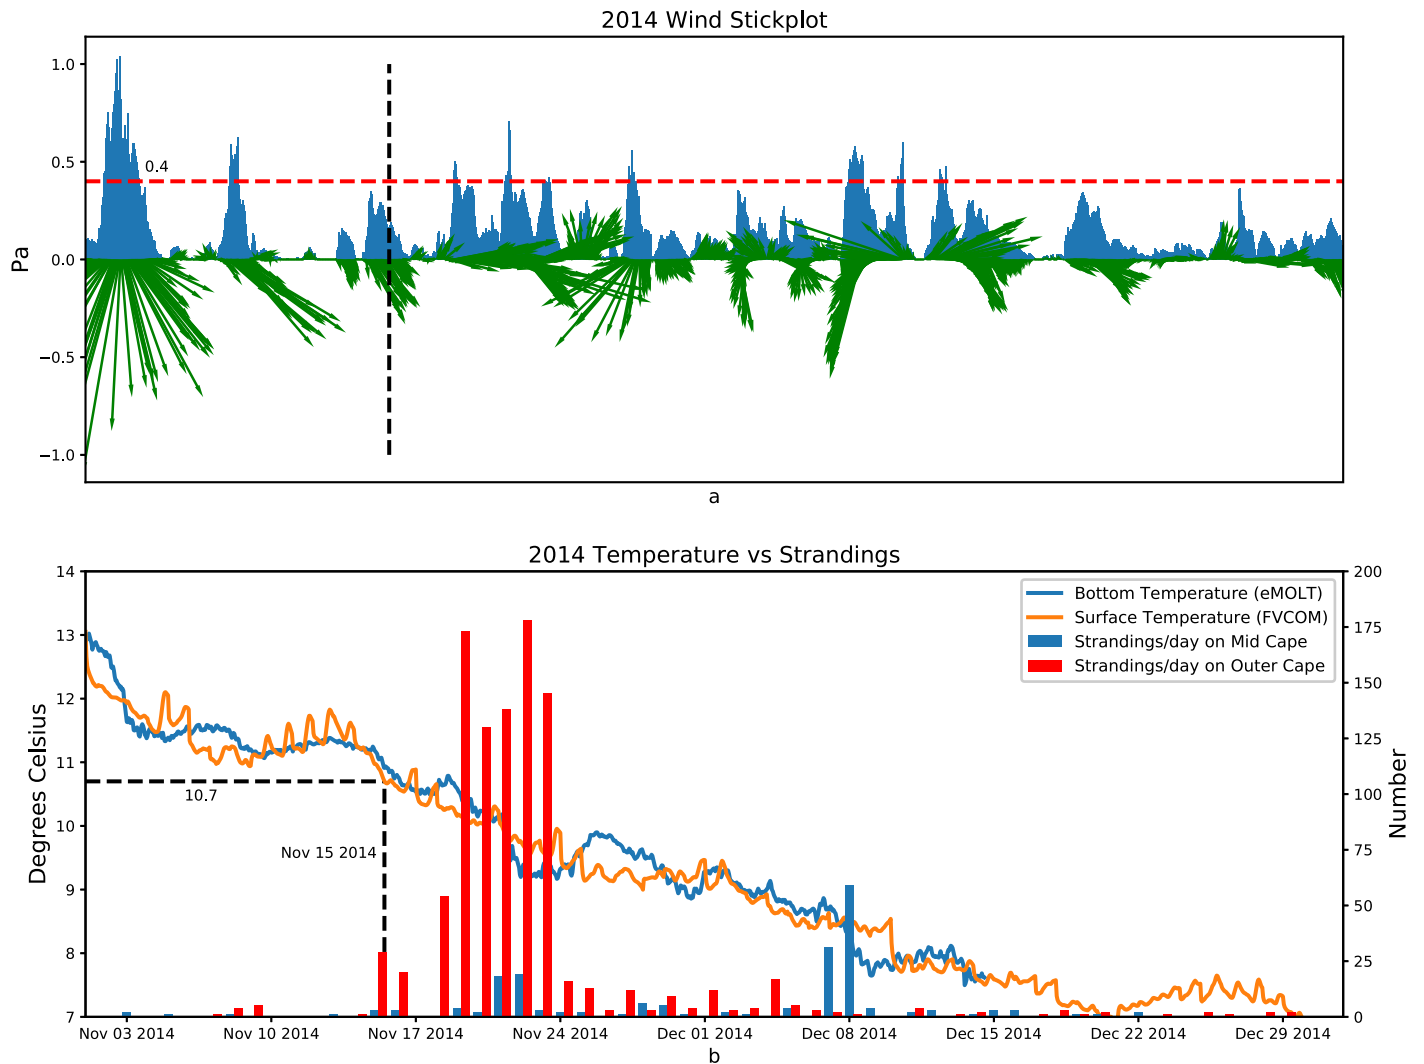 2014 Wind Stickplot
1.0
0.5
0.4
0.0
−0.5
−1.0
Pa
a
2014 Temperature vs Strandings
14
13
12
11
10
9
8
7
Degrees Celsius
200
175
150
125
100
75
50
25
0
Number
Bottom Temperature (eMOLT)
Surface Temperature (FVCOM)
Strandings/day on Mid Cape
Strandings/day on Outer Cape
10.7
Nov 15 2014
Nov 03 2014 Nov 10 2014 Nov 17 2014 Nov 24 2014 Dec 01 2014 Dec 08 2014 Dec 15 2014 Dec 22 2014 Dec 29 2014
b